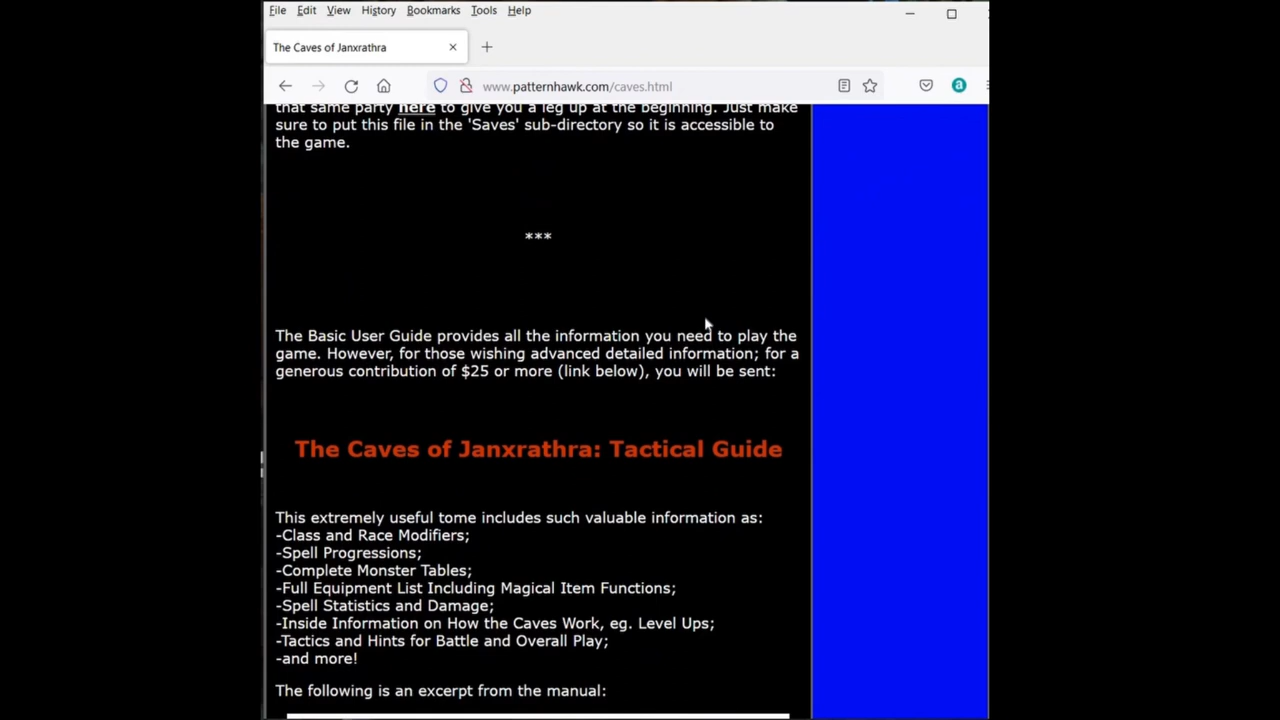 File Edit View History Bookmarks Tools Help
The Caves of Janxrathra
www.patternhawk.com/caves.html
that same party here to give you a leg up at the beginning. Just make
sure to put this file in the 'Saves' sub-directory so it is accessible to
the game.
***
The Basic User Guide provides all the information you need to play the
game. However, for those wishing advanced detailed information; for a
generous contribution of $25 or more (link below), you will be sent:
The Caves of Janxrathra: Tactical Guide
This extremely useful tome includes such valuable information as:
-Class and Race Modifiers;
-Spell Progressions;
-Complete Monster Tables;
-Full Equipment List Including Magical Item Functions;
-Spell Statistics and Damage;
-Inside Information on How the Caves Work, eg. Level Ups;
-Tactics and Hints for Battle and Overall Play;
-and more!
The following is an excerpt from the manual: